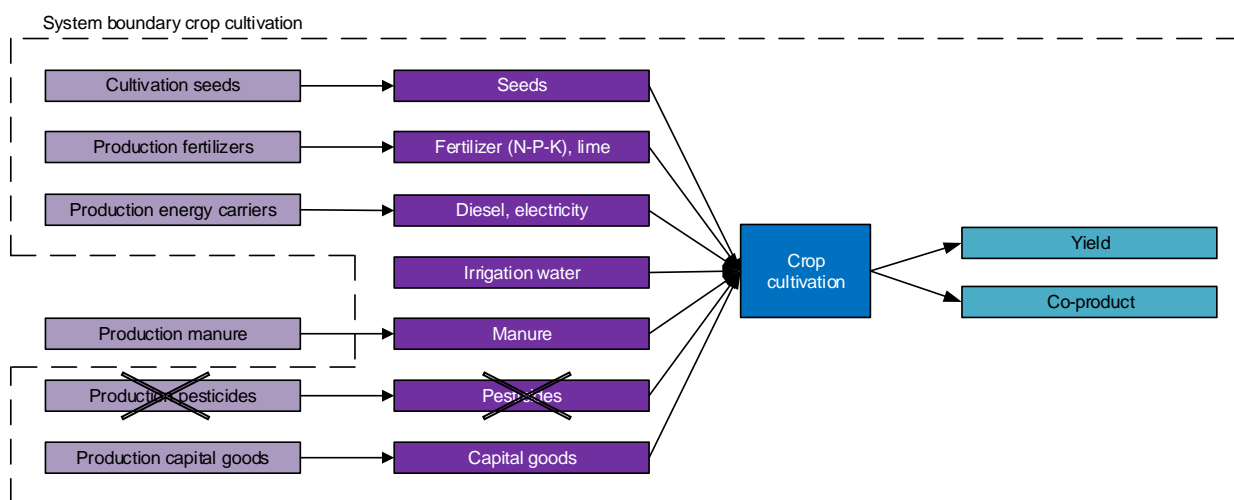 System boundary crop cultivation
Cultivation seeds
Seeds
Production fertilizers
Fertilizer (N-P-K), lime
Production energy carriers
Diesel, electricity
Irrigation water
Production manure
Manure
Production pesticides
Pesticides
Production capital goods
Capital goods
Crop
cultivation
Yield
Co-product